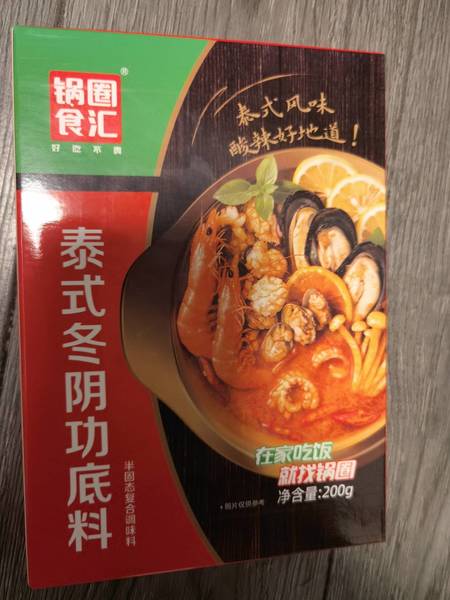 锅圈®
食汇
好吃不贵
泰式风味
酸辣好地道！
泰式冬阴功底料
半固态复合调味料
在家吃饭
就找锅圈
净含量:200g
*图片仅供参考